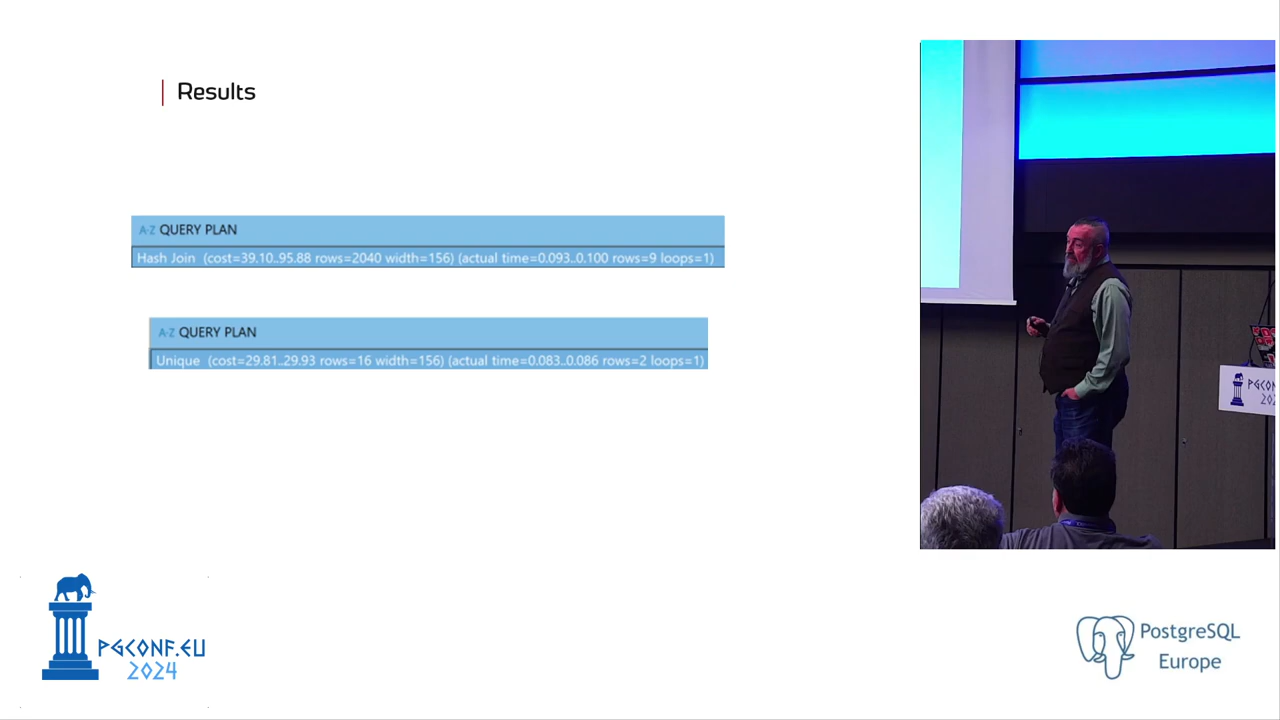 Results
A-Z QUERY PLAN
Hash Join (cost=39.10..95.88 rows=2040 width=156) (actual time=0.093..0.100 rows=9 loops=1)
A-Z QUERY PLAN
Unique (cost=29.81..29.93 rows=16 width=156) (actual time=0.083..0.086 rows=2 loops=1)
PGCONF.EU
2024
PostgreSQL
Europe